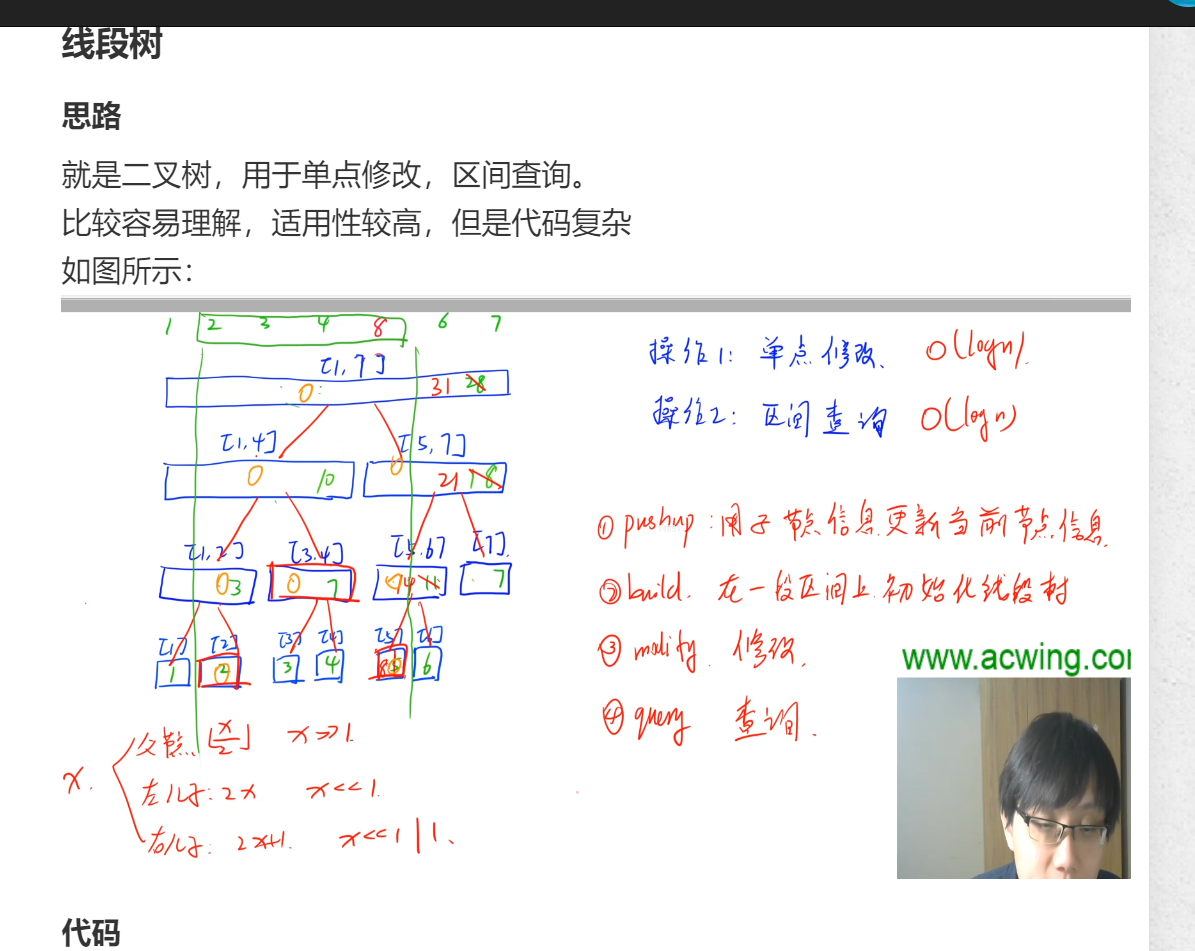 线段树
思路
就是二叉树，用于单点修改，区间查询。
比较容易理解，适用性较高，但是代码复杂
如图所示：
1 2 3 4 8 6 7
[1,7]
0 31 28
[1,4] [5,7]
0 10 0 21 18
[1,2] [3.4] [5.6] [7]
03 0 7 14 11 7
[1] [2] [3] [4] [5] [6]
1 2 3 4 8 6
操作1: 单点修改、 O(logn).
操作2: 区间查询 O(logn)
① pushup:用子节点信息更新当前节点信息.
② build. 在一段区间上初始化线段树
③ modify. 修改.
④ query 查询.
www.acwing.com
x.
父节点 ⌊x/2⌋ x>>1.
左儿子: 2x x<<1.
右儿子: 2x+1. x<<1|1、
代码